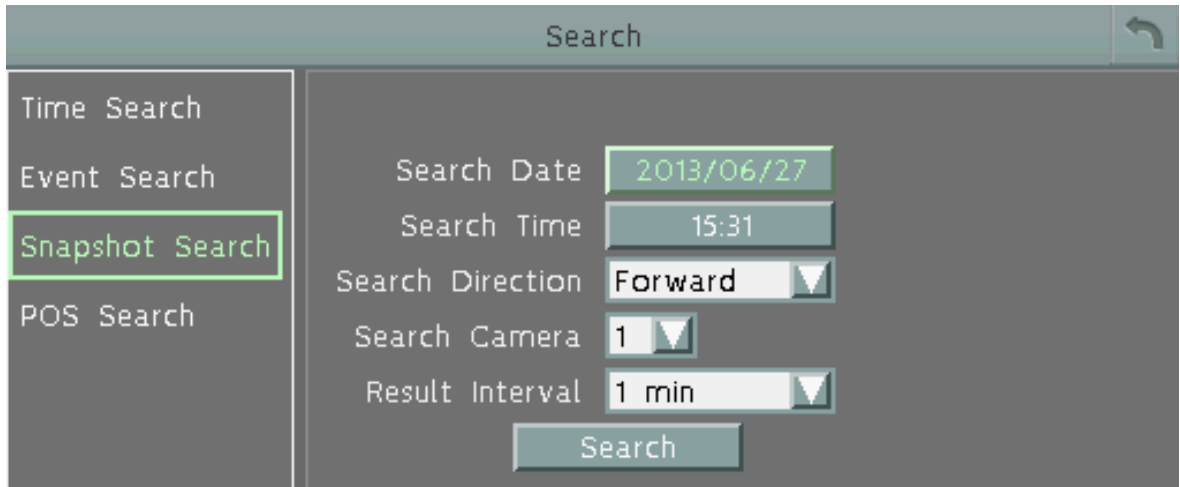 Search
Time Search
Event Search
Snapshot Search
POS Search
Search Date 2013/06/27
Search Time 15:31
Search Direction Forward
Search Camera 1
Result Interval 1 min
Search